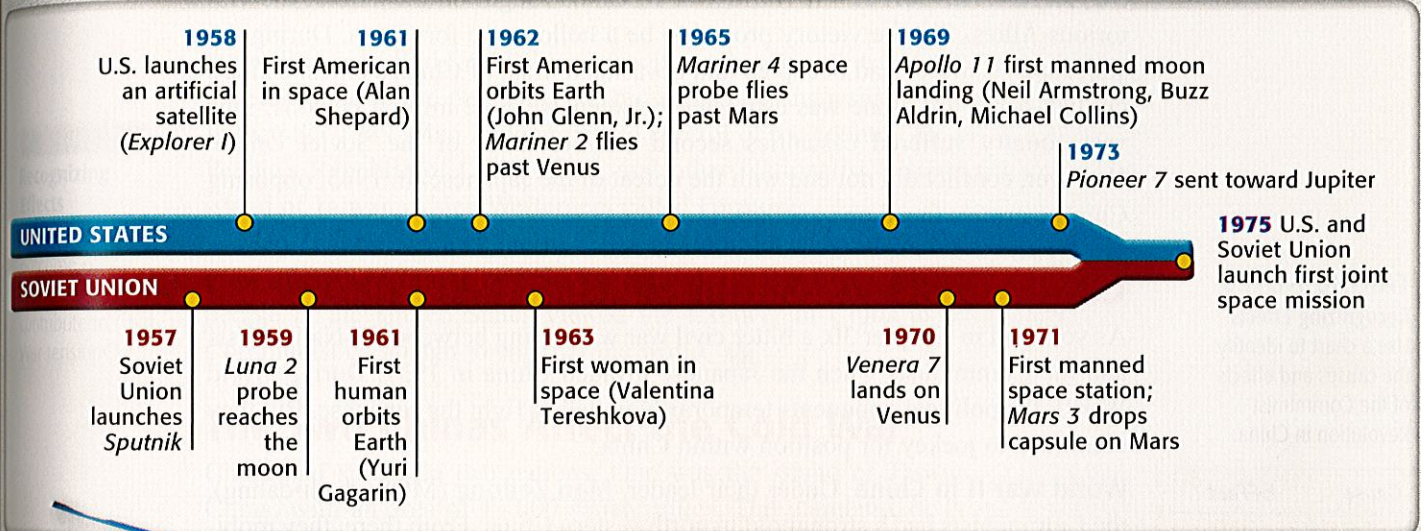 1958
U.S. launches
an artificial
satellite
(Explorer I)
1961
First American
in space (Alan
Shepard)
1962
First American
orbits Earth
(John Glenn, Jr.);
Mariner 2 flies
past Venus
1965
Mariner 4 space
probe flies
past Mars
1969
Apollo 11 first manned moon
landing (Neil Armstrong, Buzz
Aldrin, Michael Collins)
1973
Pioneer 7 sent toward Jupiter
UNITED STATES
SOVIET UNION
1975 U.S. and
Soviet Union
launch first joint
space mission
1957
Soviet
Union
launches
Sputnik
1959
Luna 2
probe
reaches
the
moon
1961
First
human
orbits
Earth
(Yuri
Gagarin)
1963
First woman in
space (Valentina
Tereshkova)
1970
Venera 7
lands on
Venus
1971
First manned
space station;
Mars 3 drops
capsule on Mars